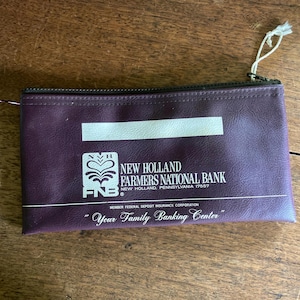 NH
FNB
NEW HOLLAND
FARMERS NATIONAL BANK
NEW HOLLAND, PENNSYLVANIA 17557
MEMBER FEDERAL DEPOSIT INSURANCE CORPORATION
"Your Family Banking Center"